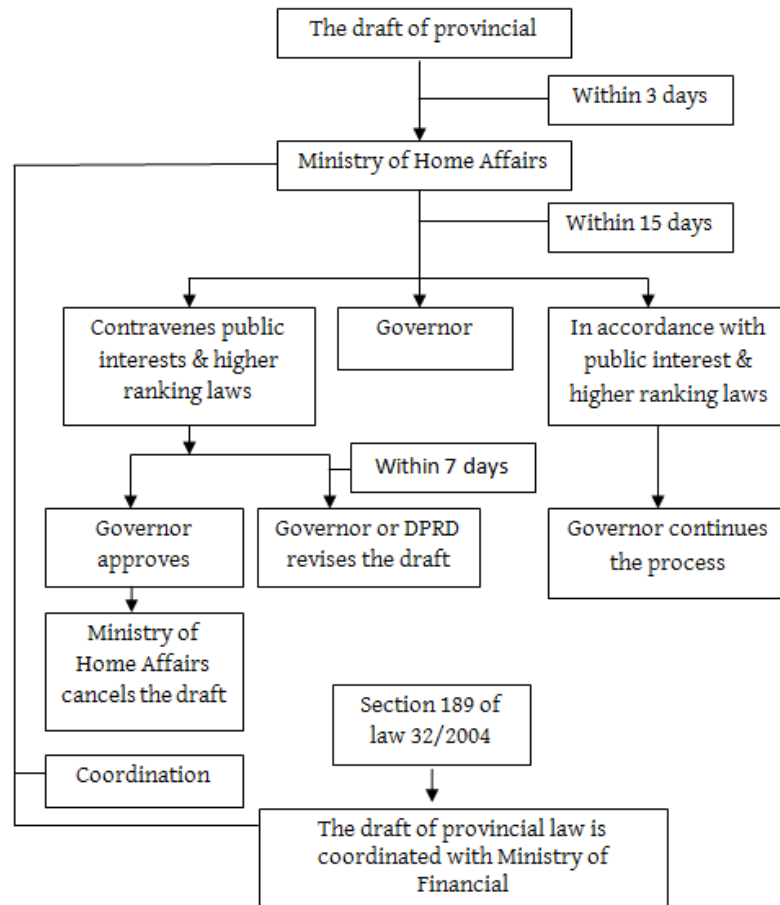 The draft of provincial
Within 3 days
Ministry of Home Affairs
Within 15 days
Contravenes public
interests & higher
ranking laws
Governor
In accordance with
public interest &
higher ranking laws
Within 7 days
Governor
approves
Governor or DPRD
revises the draft
Governor continues
the process
Ministry of
Home Affairs
cancels the draft
Section 189 of
law 32/2004
Coordination
The draft of provincial law is
coordinated with Ministry of
Financial